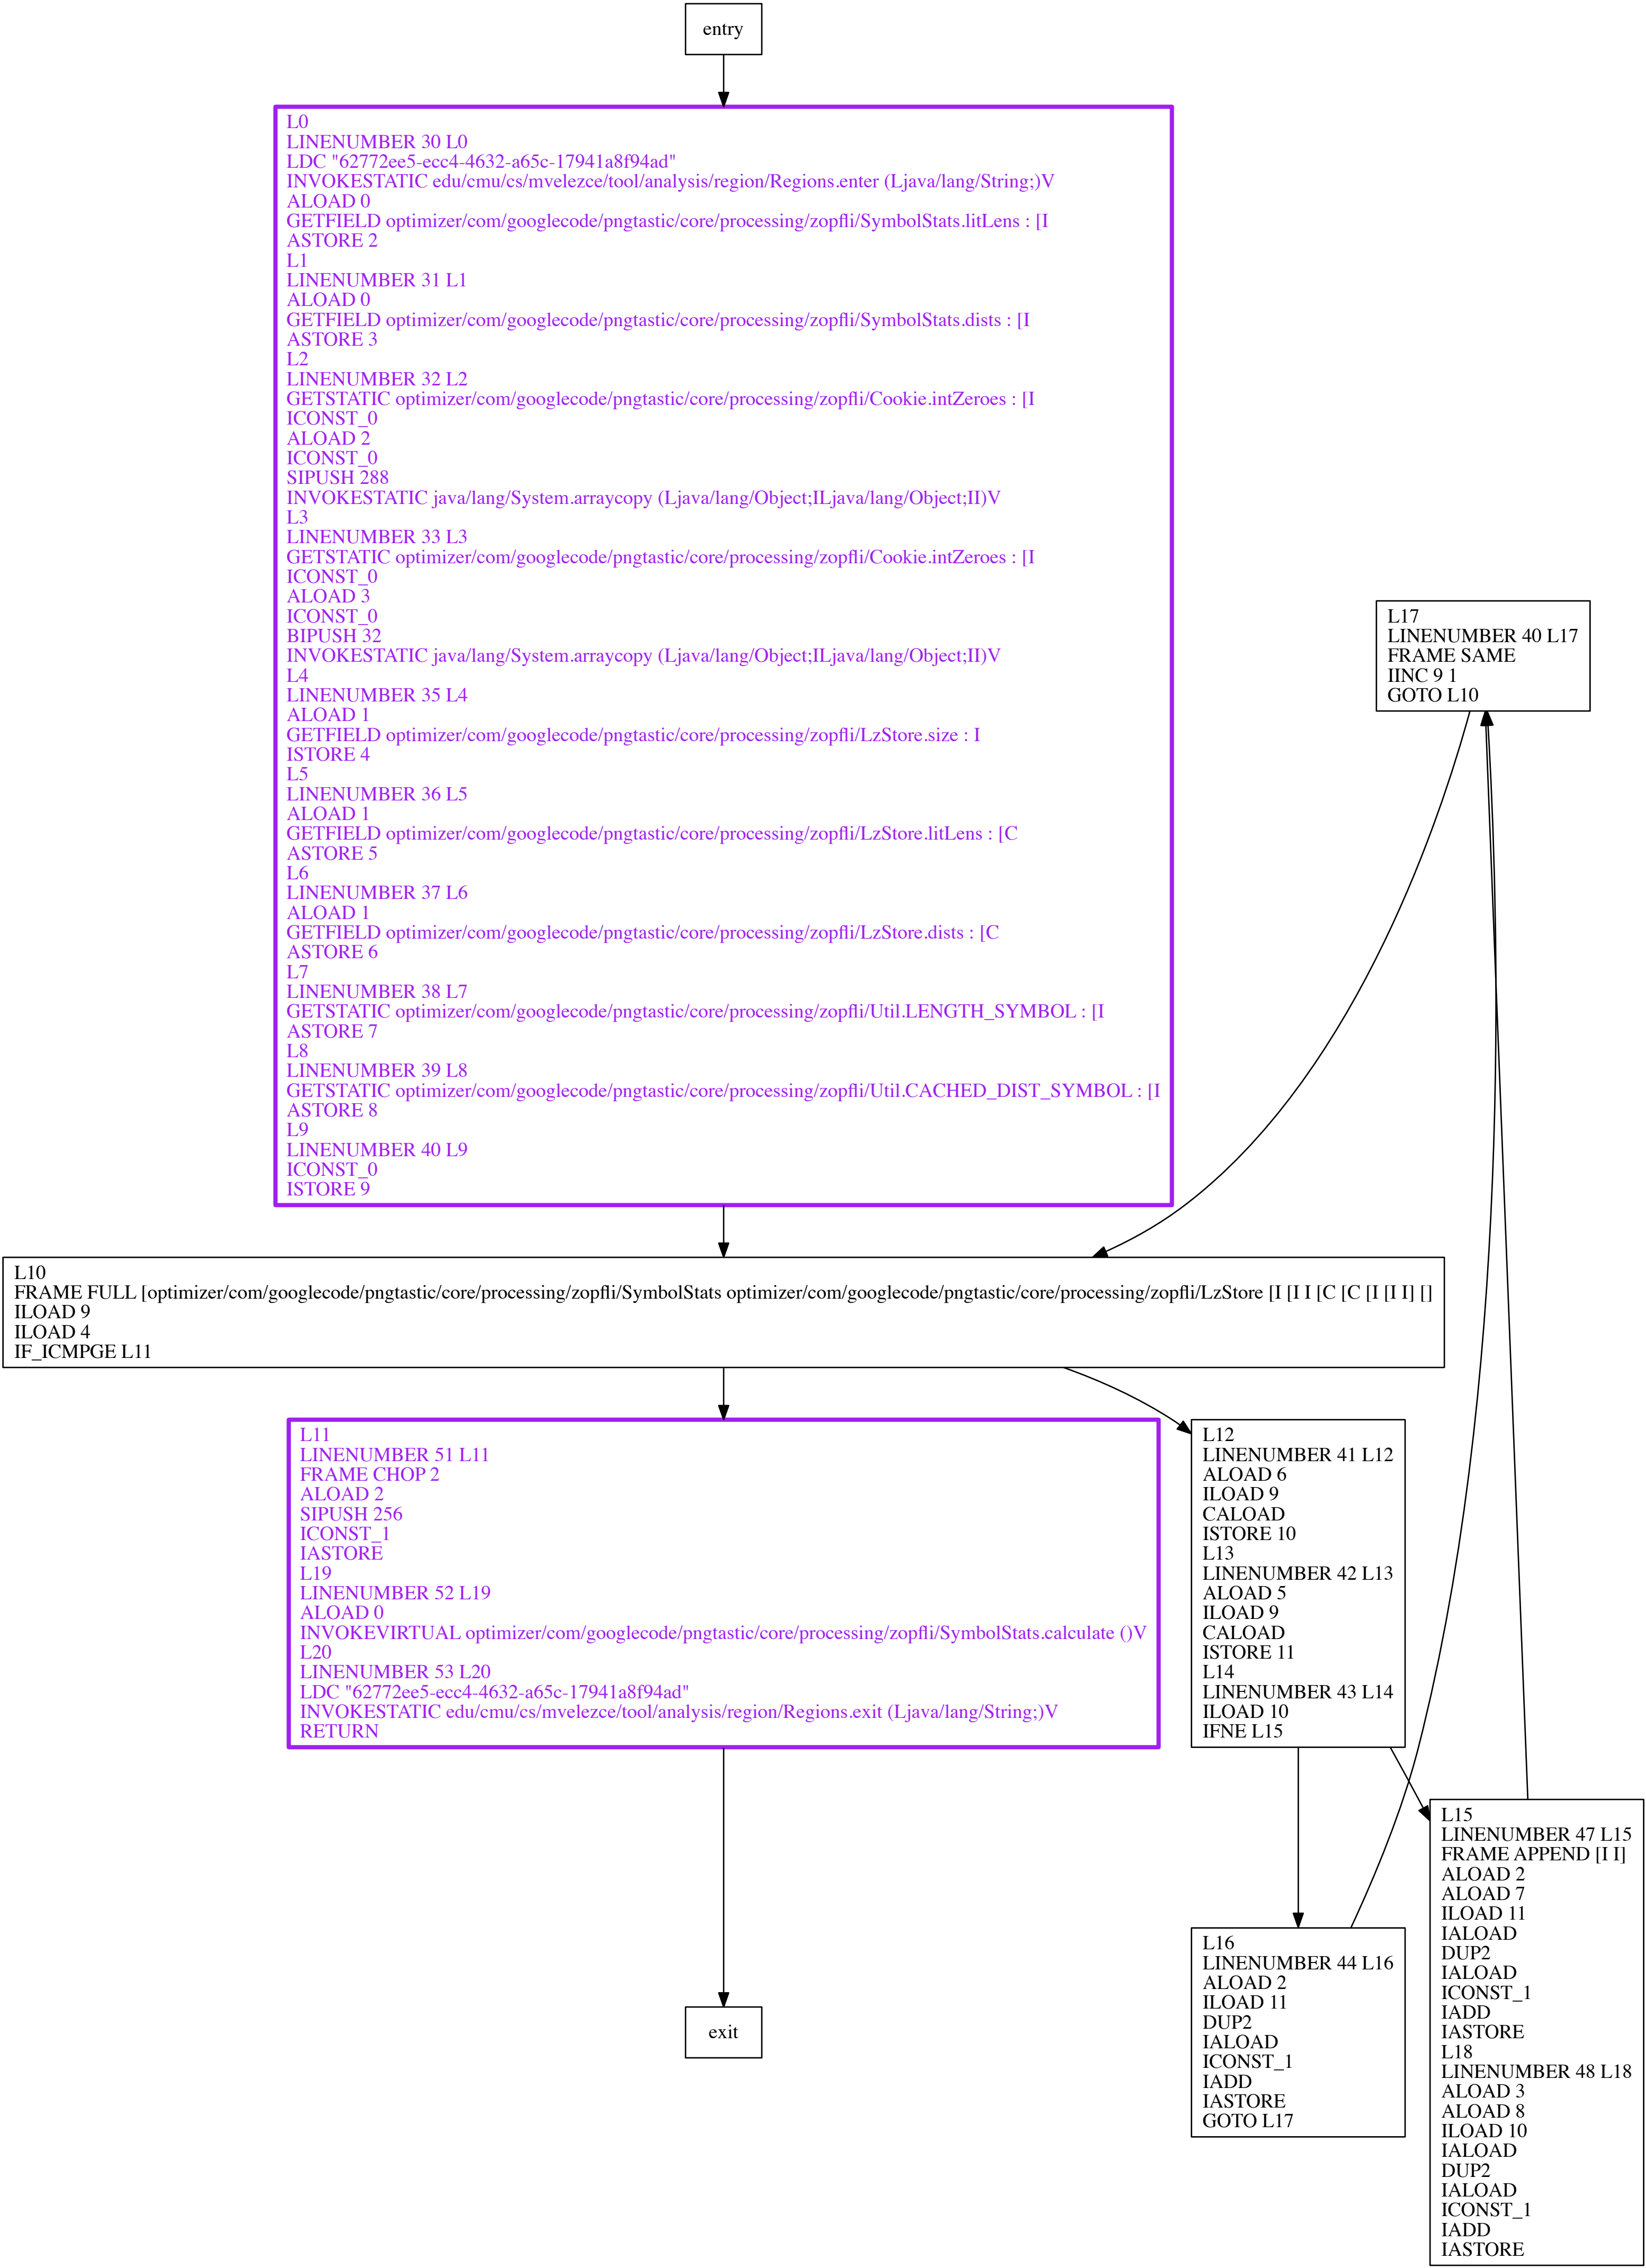 entry
L0
LINENUMBER 30 L0
LDC "62772ee5-ecc4-4632-a65c-17941a8f94ad"
INVOKESTATIC edu/cmu/cs/mvelezce/tool/analysis/region/Regions.enter (Ljava/lang/String;)V
ALOAD 0
GETFIELD optimizer/com/googlecode/pngtastic/core/processing/zopfli/SymbolStats.litLens : [I
ASTORE 2
L1
LINENUMBER 31 L1
ALOAD 0
GETFIELD optimizer/com/googlecode/pngtastic/core/processing/zopfli/SymbolStats.dists : [I
ASTORE 3
L2
LINENUMBER 32 L2
GETSTATIC optimizer/com/googlecode/pngtastic/core/processing/zopfli/Cookie.intZeroes : [I
ICONST_0
ALOAD 2
ICONST_0
SIPUSH 288
INVOKESTATIC java/lang/System.arraycopy (Ljava/lang/Object;ILjava/lang/Object;II)V
L3
LINENUMBER 33 L3
GETSTATIC optimizer/com/googlecode/pngtastic/core/processing/zopfli/Cookie.intZeroes : [I
ICONST_0
ALOAD 3
ICONST_0
BIPUSH 32
INVOKESTATIC java/lang/System.arraycopy (Ljava/lang/Object;ILjava/lang/Object;II)V
L4
LINENUMBER 35 L4
ALOAD 1
GETFIELD optimizer/com/googlecode/pngtastic/core/processing/zopfli/LzStore.size : I
ISTORE 4
L5
LINENUMBER 36 L5
ALOAD 1
GETFIELD optimizer/com/googlecode/pngtastic/core/processing/zopfli/LzStore.litLens : [C
ASTORE 5
L6
LINENUMBER 37 L6
ALOAD 1
GETFIELD optimizer/com/googlecode/pngtastic/core/processing/zopfli/LzStore.dists : [C
ASTORE 6
L7
LINENUMBER 38 L7
GETSTATIC optimizer/com/googlecode/pngtastic/core/processing/zopfli/Util.LENGTH_SYMBOL : [I
ASTORE 7
L8
LINENUMBER 39 L8
GETSTATIC optimizer/com/googlecode/pngtastic/core/processing/zopfli/Util.CACHED_DIST_SYMBOL : [I
ASTORE 8
L9
LINENUMBER 40 L9
ICONST_0
ISTORE 9
L17
LINENUMBER 40 L17
FRAME SAME
IINC 9 1
GOTO L10
L10
FRAME FULL [optimizer/com/googlecode/pngtastic/core/processing/zopfli/SymbolStats optimizer/com/googlecode/pngtastic/core/processing/zopfli/LzStore [I [I I [C [C [I [I I] []
ILOAD 9
ILOAD 4
IF_ICMPGE L11
L11
LINENUMBER 51 L11
FRAME CHOP 2
ALOAD 2
SIPUSH 256
ICONST_1
IASTORE
L19
LINENUMBER 52 L19
ALOAD 0
INVOKEVIRTUAL optimizer/com/googlecode/pngtastic/core/processing/zopfli/SymbolStats.calculate ()V
L20
LINENUMBER 53 L20
LDC "62772ee5-ecc4-4632-a65c-17941a8f94ad"
INVOKESTATIC edu/cmu/cs/mvelezce/tool/analysis/region/Regions.exit (Ljava/lang/String;)V
RETURN
L12
LINENUMBER 41 L12
ALOAD 6
ILOAD 9
CALOAD
ISTORE 10
L13
LINENUMBER 42 L13
ALOAD 5
ILOAD 9
CALOAD
ISTORE 11
L14
LINENUMBER 43 L14
ILOAD 10
IFNE L15
L15
LINENUMBER 47 L15
FRAME APPEND [I I]
ALOAD 2
ALOAD 7
ILOAD 11
IALOAD
DUP2
IALOAD
ICONST_1
IADD
IASTORE
L18
LINENUMBER 48 L18
ALOAD 3
ALOAD 8
ILOAD 10
IALOAD
DUP2
IALOAD
ICONST_1
IADD
IASTORE
L16
LINENUMBER 44 L16
ALOAD 2
ILOAD 11
DUP2
IALOAD
ICONST_1
IADD
IASTORE
GOTO L17
exit